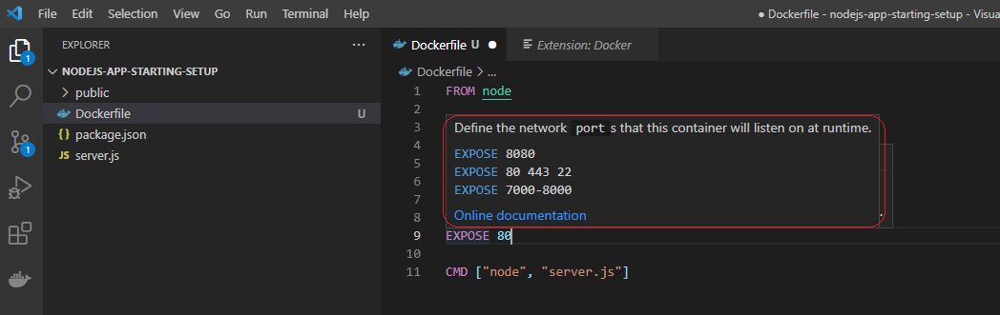 File Edit Selection View Go Run Terminal Help
● Dockerfile - nodejs-app-starting-setup - Visua
EXPLORER ...
NODEJS-APP-STARTING-SETUP
public
Dockerfile U
package.json
JS server.js
1
1
Dockerfile U ●
Extension: Docker
Dockerfile > ...
1 FROM node
2
3
4
5
6
7
8
Define the network port s that this container will listen on at runtime.
EXPOSE 8080
EXPOSE 80 443 22
EXPOSE 7000-8000
Online documentation
9 EXPOSE 80
10
11 CMD ["node", "server.js"]